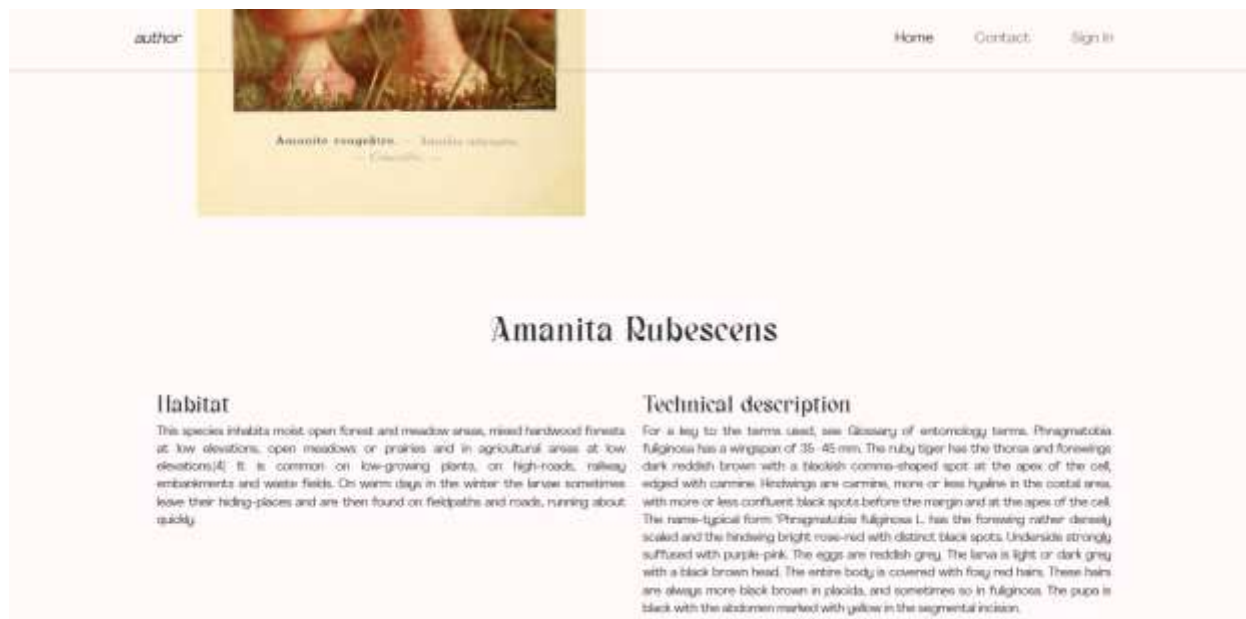 author
Home
Contact
Sign In
Amanita rougeâtre. —
Amanita Rubescens
Habitat
This species inhabits moist open forest and meadow areas, mixed hardwood forests
at low elevations, open meadows or prairies and in agricultural areas at low
elevations.[4] It is common on low-growing plants, on high-roads, railway
embankments and waste fields. On warm days in the winter the larvae sometimes
leave their hiding-places and are then found on fieldpaths and roads, running about
quickly.
Technical description
For a key to the terms used, see Glossary of entomology terms. Phragmatobia
fuliginosa has a wingspan of 35–45 mm. The ruby tiger has the thorax and forewings
dark reddish brown with a blackish comma-shaped spot at the apex of the cell,
edged with carmine. Hindwings are carmine, more or less hyaline in the costal area,
with more or less confluent black spots before the margin and at the apex of the cell.
The name-typical form 'Phragmatobia fuliginosa L. has the forewing rather densely
scaled and the hindwing bright rose-red with distinct black spots. Underside strongly
suffused with purple-pink. The eggs are reddish grey. The larva is light or dark grey
with a black brown head. The entire body is covered with foxy red hairs. These hairs
are always more black brown in placida, and sometimes so in fuliginosa. The pupa is
black with the abdomen marked with yellow in the segmental incision.